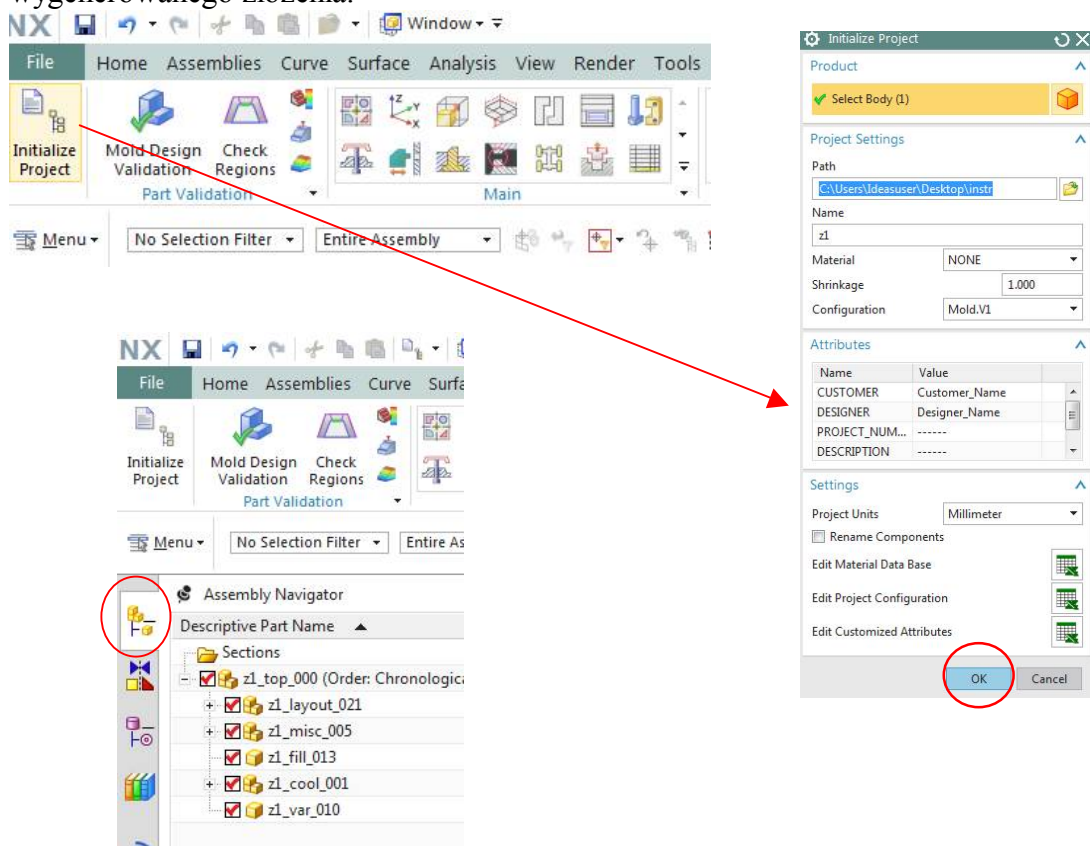 wygenerowanego złożenia.
NX Window
File Home Assemblies Curve Surface Analysis View Render Tools
Initialize Project
Mold Design Validation
Check Regions
Part Validation
Main
Menu No Selection Filter Entire Assembly
Initialize Project
Product
Select Body (1)
Project Settings
Path
C:\Users\Ideasuser\Desktop\instr
Name
z1
Material NONE
Shrinkage 1.000
Configuration Mold.V1
Attributes
Name Value
CUSTOMER Customer_Name
DESIGNER Designer_Name
PROJECT_NUM... ------
DESCRIPTION ------
Settings
Project Units Millimeter
Rename Components
Edit Material Data Base
Edit Project Configuration
Edit Customized Attributes
OK Cancel
NX
File Home Assemblies Curve Surfa
Initialize Project
Mold Design Validation
Check Regions
Part Validation
Menu No Selection Filter Entire As
Assembly Navigator
Descriptive Part Name
Sections
z1_top_000 (Order: Chronologica
z1_layout_021
z1_misc_005
z1_fill_013
z1_cool_001
z1_var_010